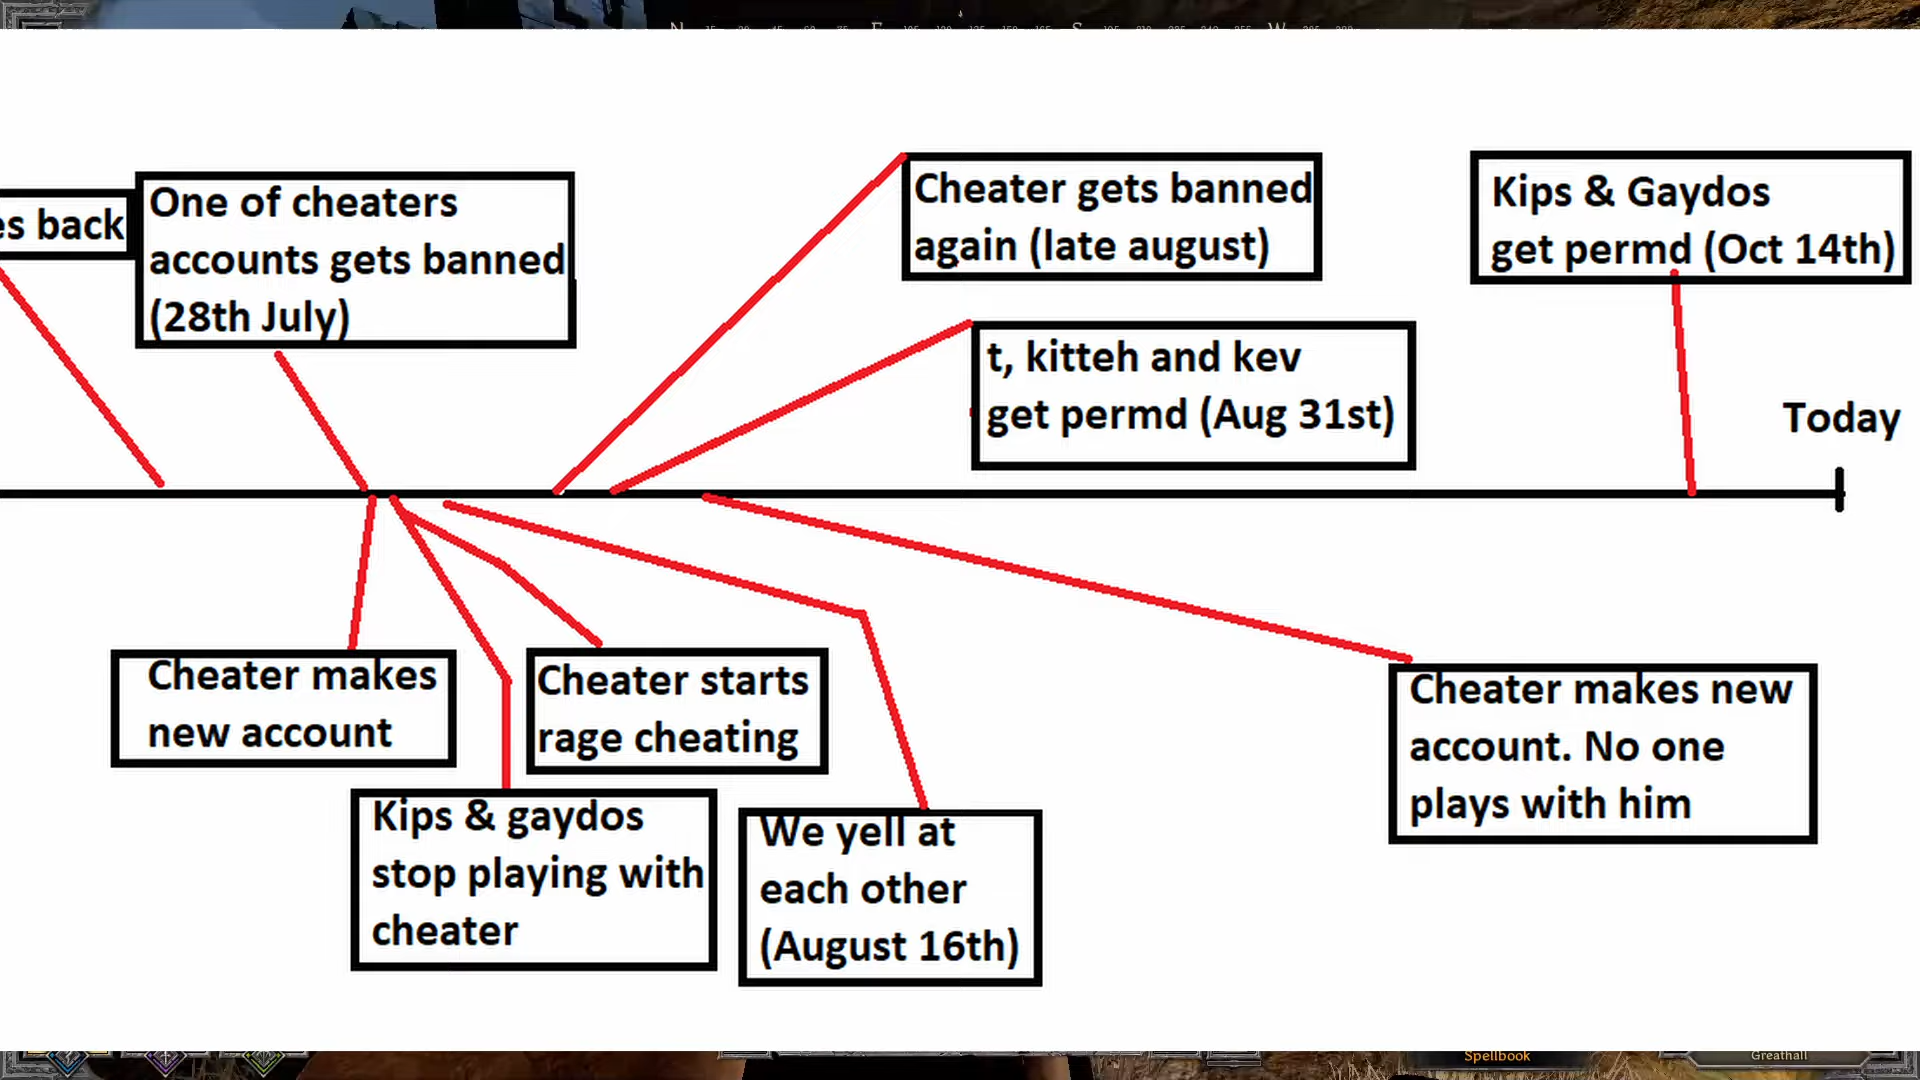 es back
One of cheaters
accounts gets banned
(28th July)
Cheater gets banned
again (late august)
Kips & Gaydos
get permd (Oct 14th)
t, kitteh and kev
get permd (Aug 31st)
Today
Cheater makes
new account
Cheater starts
rage cheating
Kips & gaydos
stop playing with
cheater
We yell at
each other
(August 16th)
Cheater makes new
account. No one
plays with him
Spellbook
Greathall